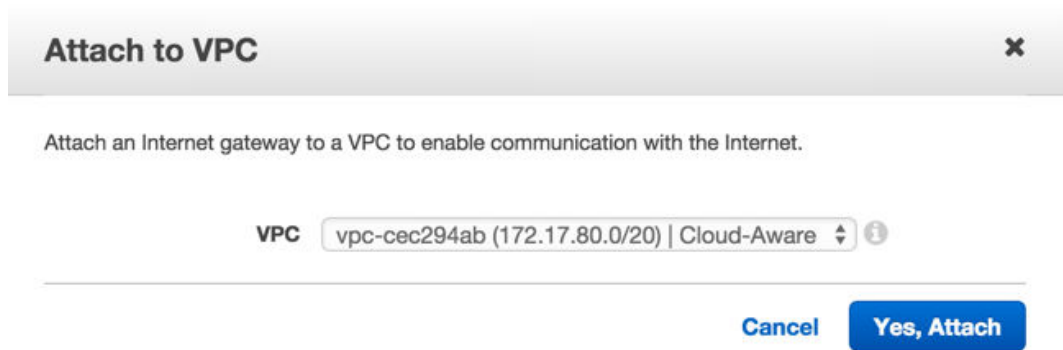 Attach to VPC
Attach an Internet gateway to a VPC to enable communication with the Internet.
VPC vpc-cec294ab (172.17.80.0/20) | Cloud-Aware
Cancel Yes, Attach